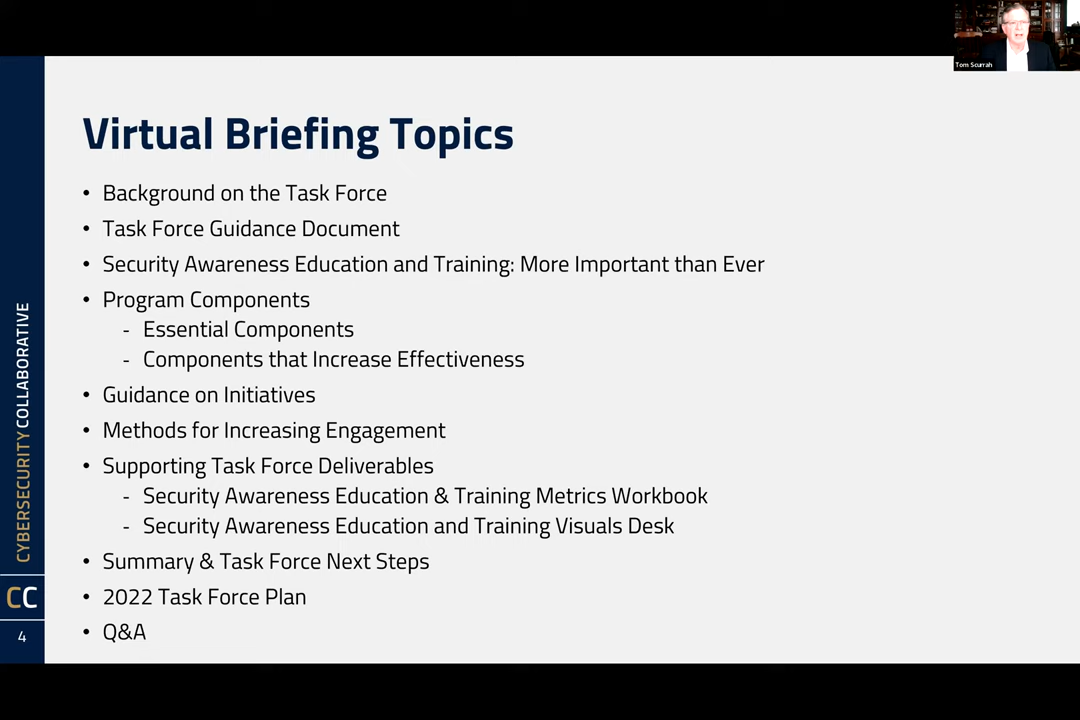 Tom Scurrah
Virtual Briefing Topics
• Background on the Task Force
• Task Force Guidance Document
• Security Awareness Education and Training: More Important than Ever
• Program Components
- Essential Components
- Components that Increase Effectiveness
• Guidance on Initiatives
• Methods for Increasing Engagement
• Supporting Task Force Deliverables
- Security Awareness Education & Training Metrics Workbook
- Security Awareness Education and Training Visuals Desk
• Summary & Task Force Next Steps
• 2022 Task Force Plan
• Q&A
CYBERSECURITY COLLABORATIVE
CC
4